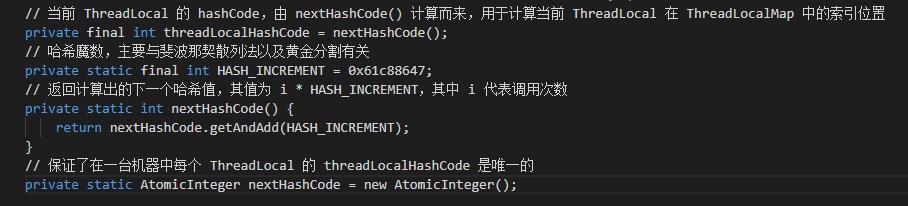 // 当前 ThreadLocal 的 hashCode，由 nextHashCode() 计算而来，用于计算当前 ThreadLocal 在 ThreadLocalMap 中的索引位置
private final int threadLocalHashCode = nextHashCode();
// 哈希魔数，主要与斐波那契散列法以及黄金分割有关
private static final int HASH_INCREMENT = 0x61c88647;
// 返回计算出的下一个哈希值，其值为 i * HASH_INCREMENT，其中 i 代表调用次数
private static int nextHashCode() {
    return nextHashCode.getAndAdd(HASH_INCREMENT);
}
// 保证了在一台机器中每个 ThreadLocal 的 threadLocalHashCode 是唯一的
private static AtomicInteger nextHashCode = new AtomicInteger();